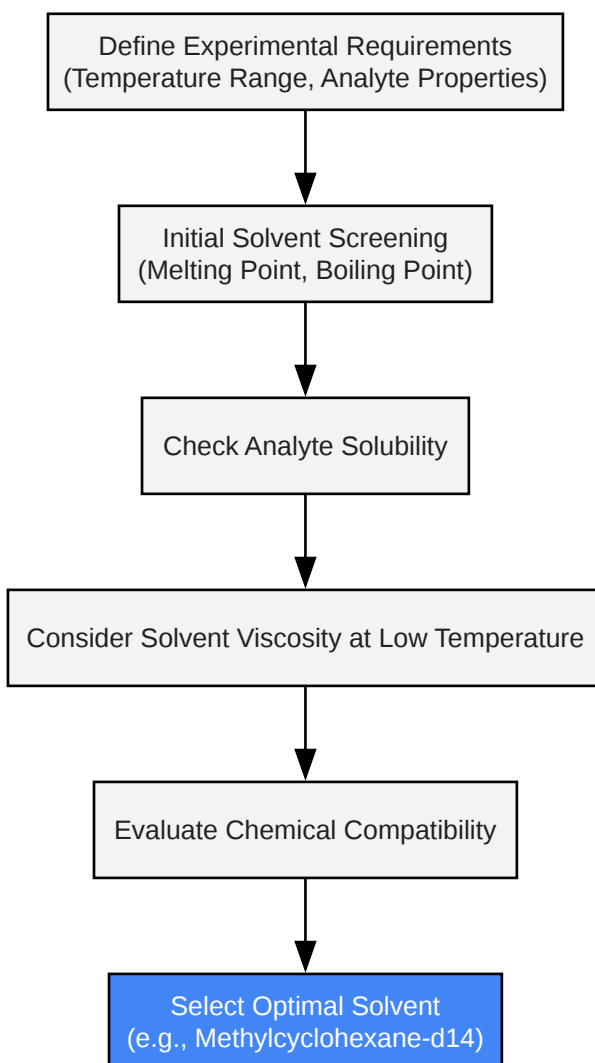 Define Experimental Requirements
(Temperature Range, Analyte Properties)
Initial Solvent Screening
(Melting Point, Boiling Point)
Check Analyte Solubility
Consider Solvent Viscosity at Low Temperature
Evaluate Chemical Compatibility
Select Optimal Solvent
(e.g., Methylcyclohexane-d14)